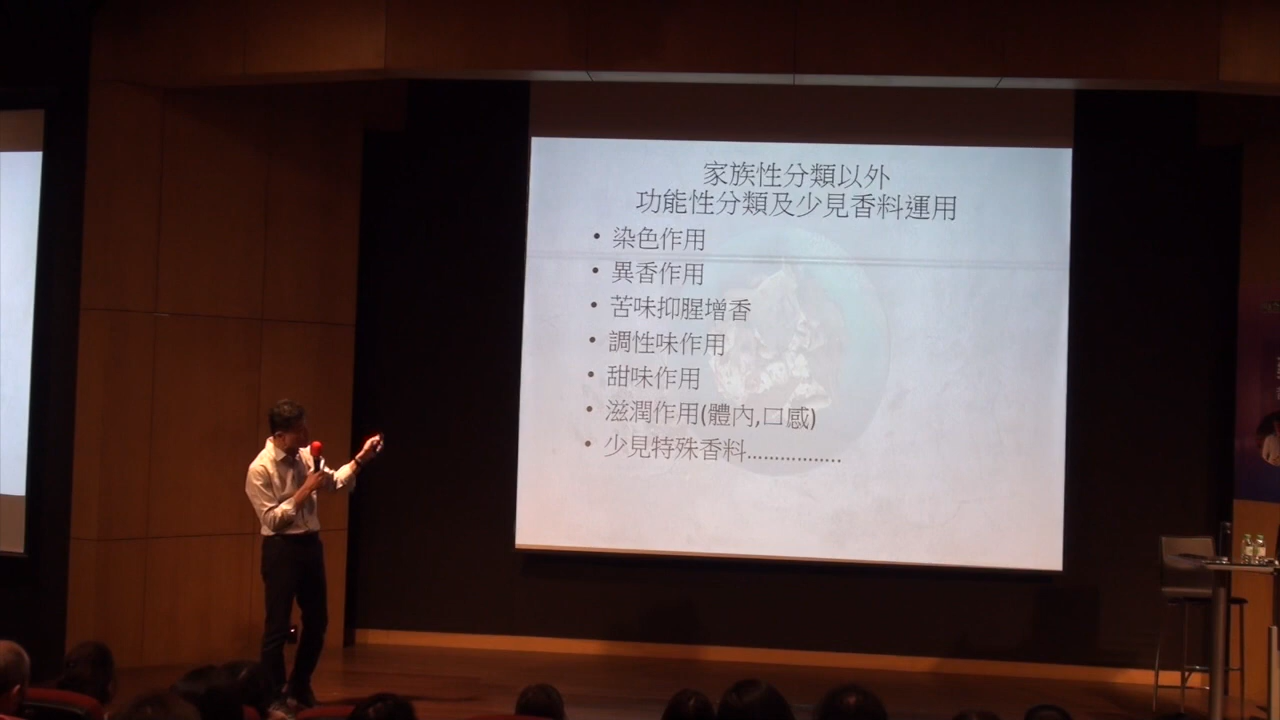 家族性分類以外
功能性分類及少見香料運用
• 染色作用
• 異香作用
• 苦味抑腥增香
• 調性味作用
• 甜味作用
• 滋潤作用(體內,口感)
• 少見特殊香料................